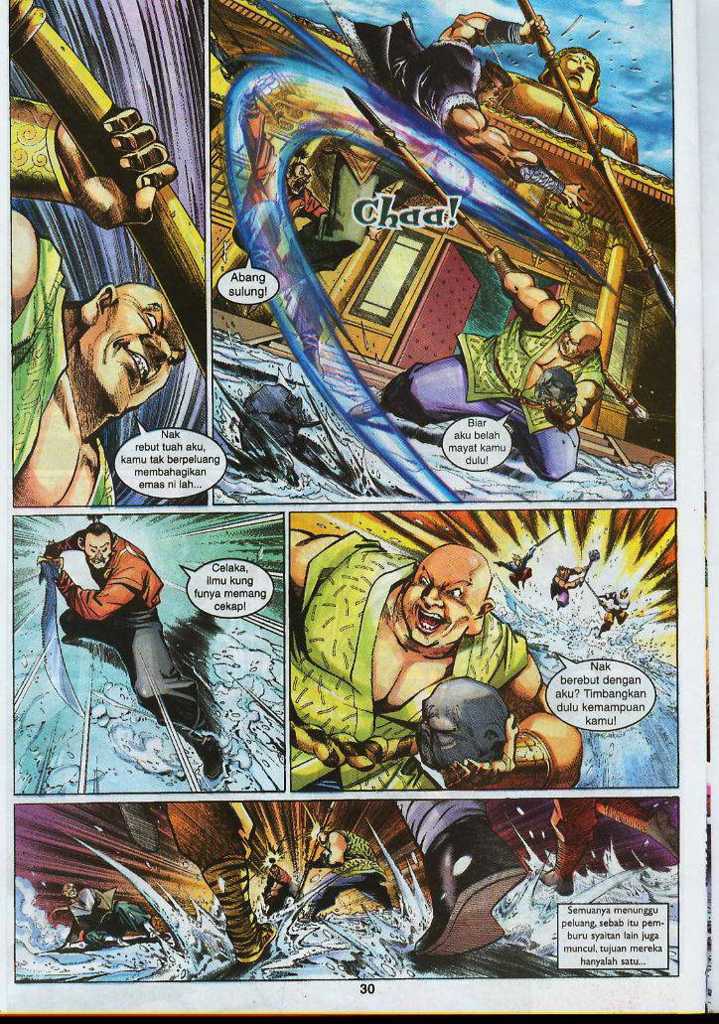 Nak
rebut tuah aku,
kamu tak berpeluang
membahagikan
emas ni lah...
Chaa!
Abang
sulung!
Biar
aku belah
mayat kamu
dulu!
Celaka,
ilmu kung
funya memang
cekap!
Nak
berebut dengan
aku? Timbangkan
dulu kemampuan
kamu!
Semuanya menunggu
peluang, sebab itu pem-
buru syaitan lain juga
muncul, tujuan mereka
hanyalah satu...
30